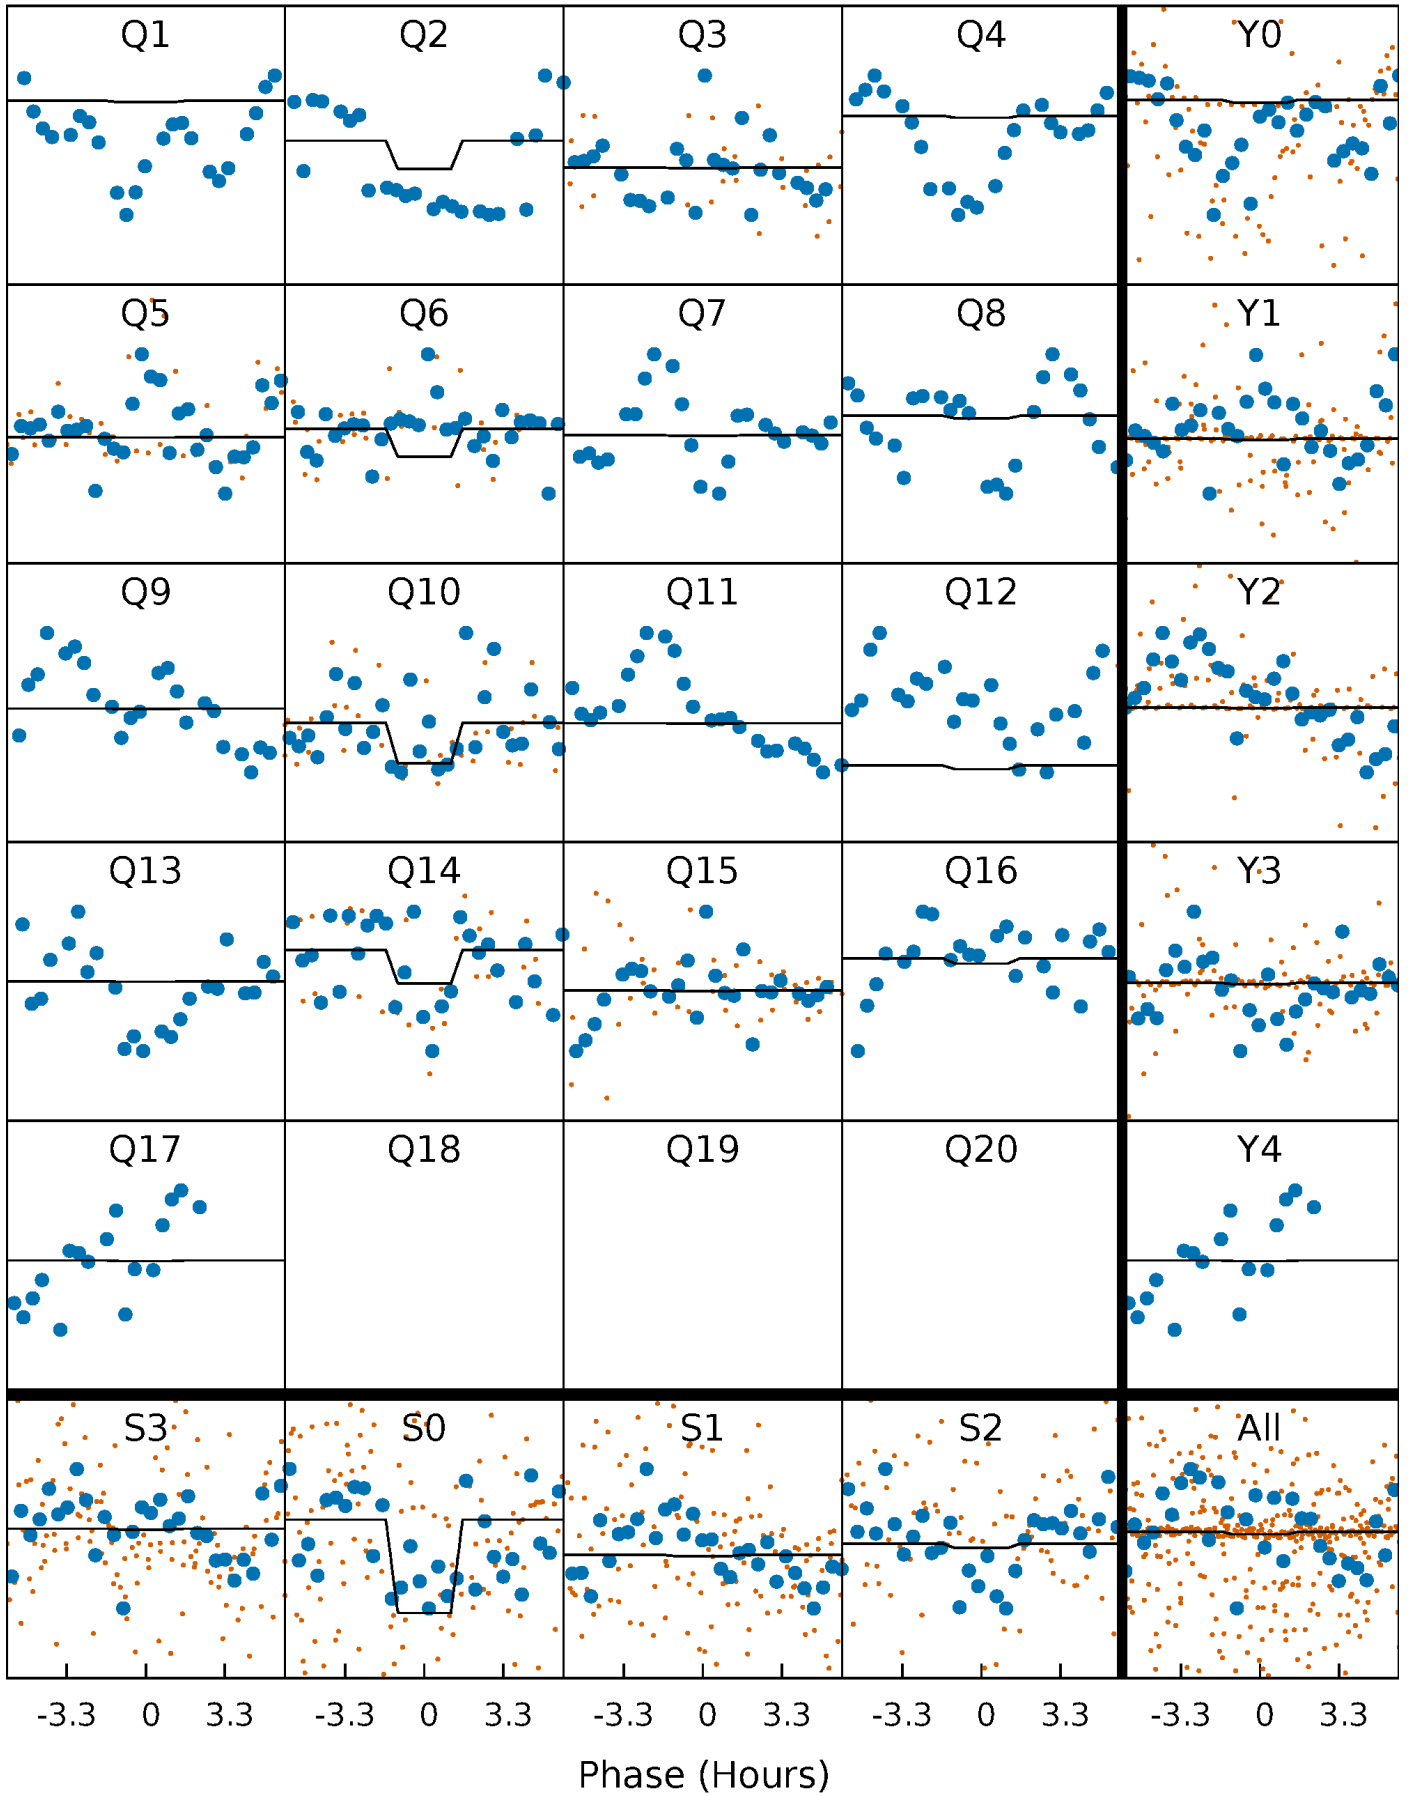 Q1 Q2 Q3 Q4 Y0
Q5 Q6 Q7 Q8 Y1
Q9 Q10 Q11 Q12 Y2
Q13 Q14 Q15 Q16 Y3
Q17 Q18 Q19 Q20 Y4
S3 S0 S1 S2 All
-3.3 0 3.3 -3.3 0 3.3 -3.3 0 3.3 -3.3 0 3.3 -3.3 0 3.3
Phase (Hours)